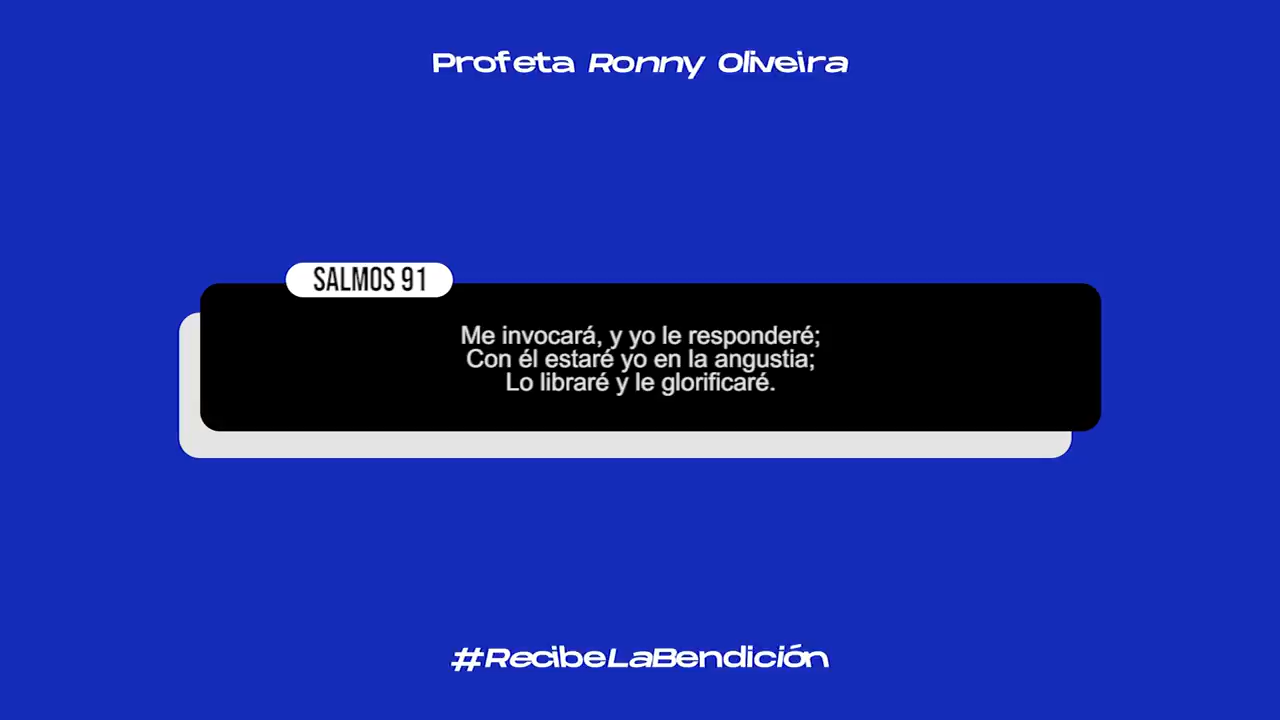 Profeta Ronny Oliveira
SALMOS 91
Me invocará, y yo le responderé;
Con él estaré yo en la angustia;
Lo libraré y le glorificaré.
#RecibeLaBendición